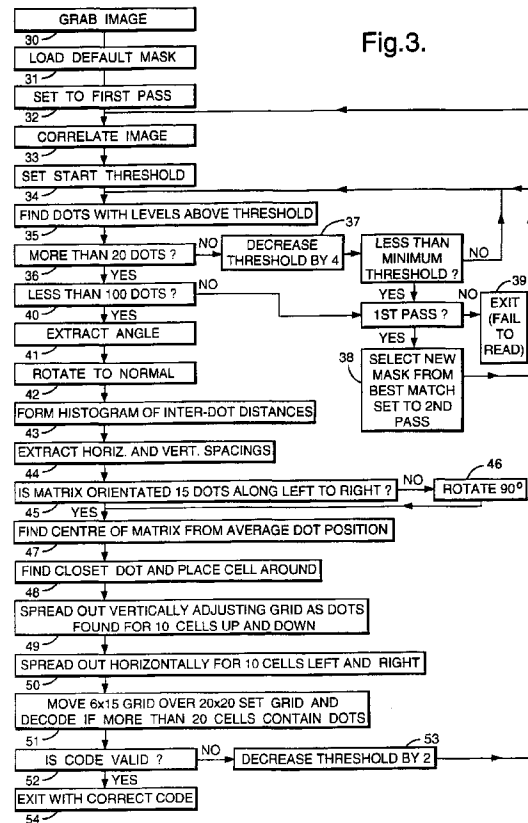 Fig.3.
GRAB IMAGE
30
LOAD DEFAULT MASK
31
SET TO FIRST PASS
32
CORRELATE IMAGE
33
SET START THRESHOLD
34
FIND DOTS WITH LEVELS ABOVE THRESHOLD
35
MORE THAN 20 DOTS ?
36
NO
DECREASE
THRESHOLD BY 4
37
LESS THAN
MINIMUM
THRESHOLD ?
NO
YES
YES
LESS THAN 100 DOTS ?
40
NO
1ST PASS ?
NO
39
EXIT
(FAIL
TO
READ)
YES
YES
38
SELECT NEW
MASK FROM
BEST MATCH
SET TO 2ND
PASS
EXTRACT ANGLE
41
ROTATE TO NORMAL
42
FORM HISTOGRAM OF INTER-DOT DISTANCES
43
EXTRACT HORIZ. AND VERT. SPACINGS
44
IS MATRIX ORIENTATED 15 DOTS ALONG LEFT TO RIGHT ?
45
NO
46
ROTATE 90º
YES
FIND CENTRE OF MATRIX FROM AVERAGE DOT POSITION
47
FIND CLOSET DOT AND PLACE CELL AROUND
48
SPREAD OUT VERTICALLY ADJUSTING GRID AS DOTS
FOUND FOR 10 CELLS UP AND DOWN
49
SPREAD OUT HORIZONTALLY FOR 10 CELLS LEFT AND RIGHT
50
MOVE 6x15 GRID OVER 20x20 SET GRID AND
DECODE IF MORE THAN 20 CELLS CONTAIN DOTS
51
IS CODE VALID ?
52
NO
53
DECREASE THRESHOLD BY 2
YES
EXIT WITH CORRECT CODE
54